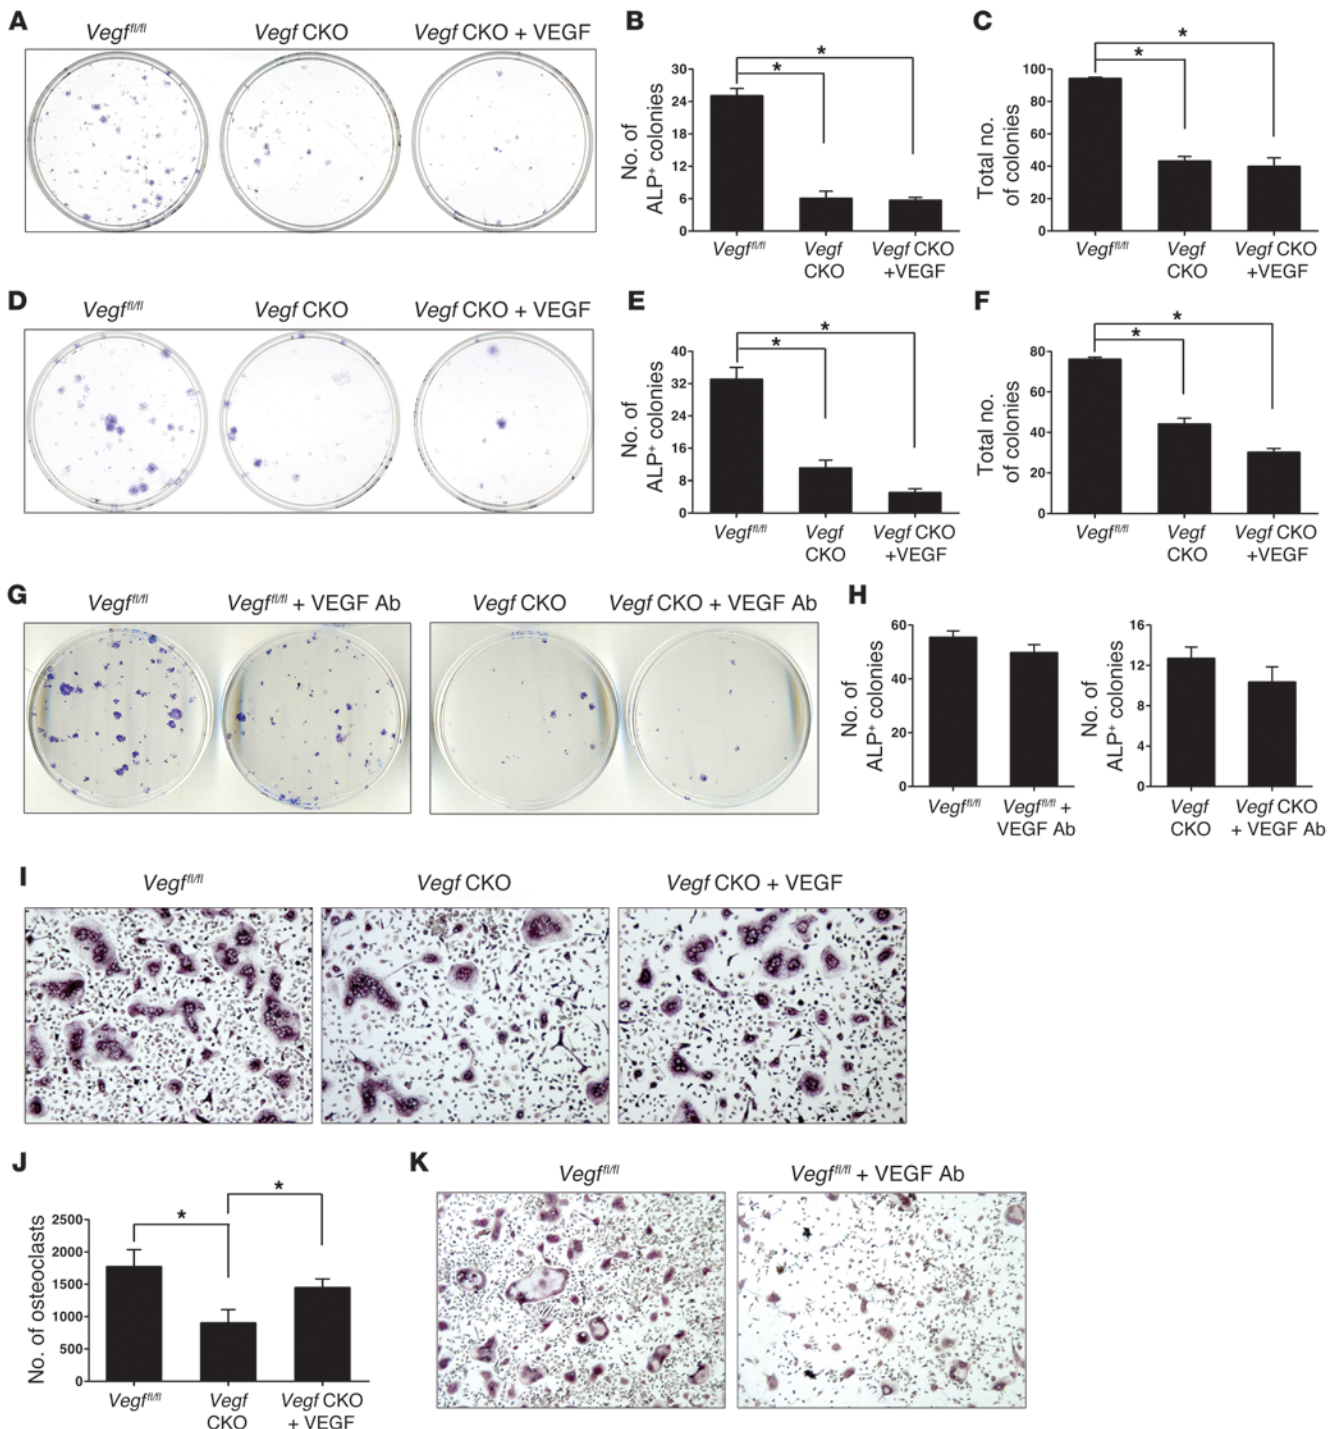 A
Vegf^fl/fl
Vegf CKO
Vegf CKO + VEGF
B
No. of
ALP+ colonies
30
24
18
12
6
0
*
*
Vegf^fl/fl
Vegf
CKO
Vegf CKO
+VEGF
C
Total no.
of colonies
100
80
60
40
20
0
*
*
Vegf^fl/fl
Vegf
CKO
Vegf CKO
+VEGF
D
Vegf^fl/fl
Vegf CKO
Vegf CKO + VEGF
E
No. of
ALP+ colonies
40
32
24
16
8
0
*
*
Vegf^fl/fl
Vegf
CKO
Vegf CKO
+VEGF
F
Total no.
of colonies
80
60
40
20
0
*
*
Vegf^fl/fl
Vegf
CKO
Vegf CKO
+VEGF
G
Vegf^fl/fl
Vegf^fl/fl + VEGF Ab
Vegf CKO
Vegf CKO + VEGF Ab
H
No. of
ALP+ colonies
60
40
20
0
Vegf^fl/fl
Vegf^fl/fl +
VEGF Ab
No. of
ALP+ colonies
16
12
8
4
0
Vegf
CKO
Vegf CKO
+ VEGF Ab
I
Vegf^fl/fl
Vegf CKO
Vegf CKO + VEGF
J
No. of osteoclasts
2500
2000
1500
1000
500
0
*
*
Vegf^fl/fl
Vegf
CKO
Vegf CKO
+ VEGF
K
Vegf^fl/fl
Vegf^fl/fl + VEGF Ab